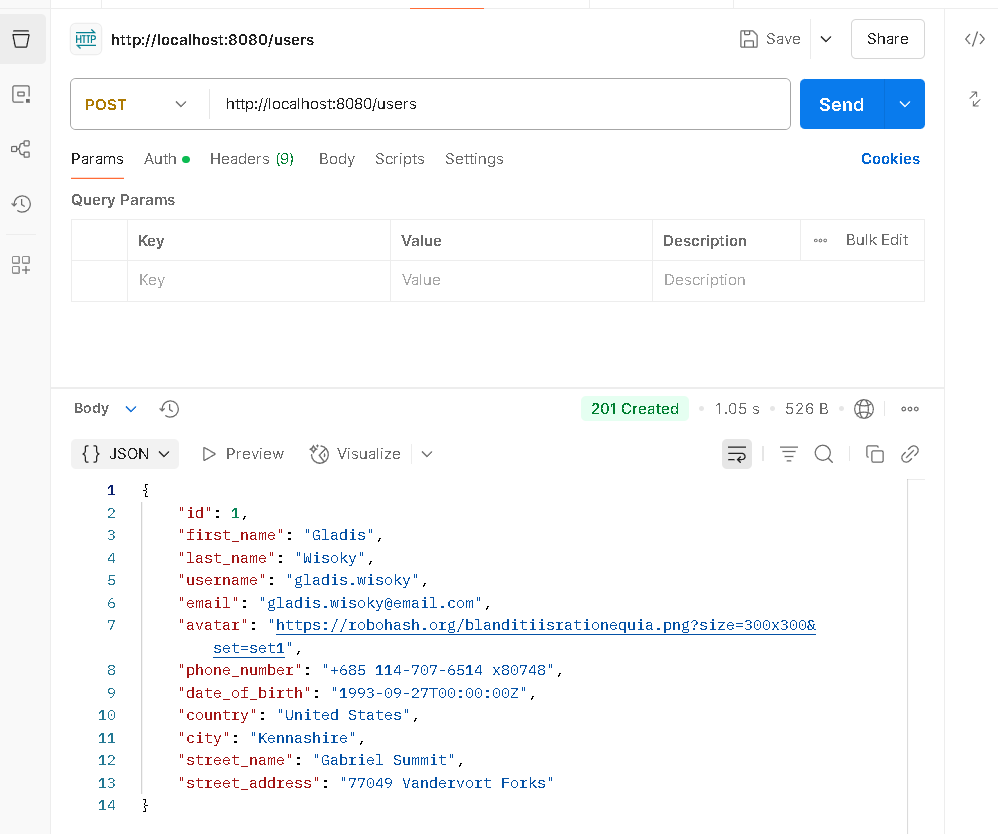 HTTP http://localhost:8080/users Save Share </>
POST http://localhost:8080/users Send
Params Auth Headers (9) Body Scripts Settings Cookies
Query Params
Key Value Description Bulk Edit
Key Value Description
Body 201 Created 1.05 s 526 B
{} JSON Preview Visualize
1 {
2 "id": 1,
3 "first_name": "Gladis",
4 "last_name": "Wisoky",
5 "username": "gladis.wisoky",
6 "email": "gladis.wisoky@email.com",
7 "avatar": "https://robohash.org/blanditiisrationequia.png?size=300x300&
set=set1",
8 "phone_number": "+685 114-707-6514 x80748",
9 "date_of_birth": "1993-09-27T00:00:00Z",
10 "country": "United States",
11 "city": "Kennashire",
12 "street_name": "Gabriel Summit",
13 "street_address": "77049 Vandervort Forks"
14 }